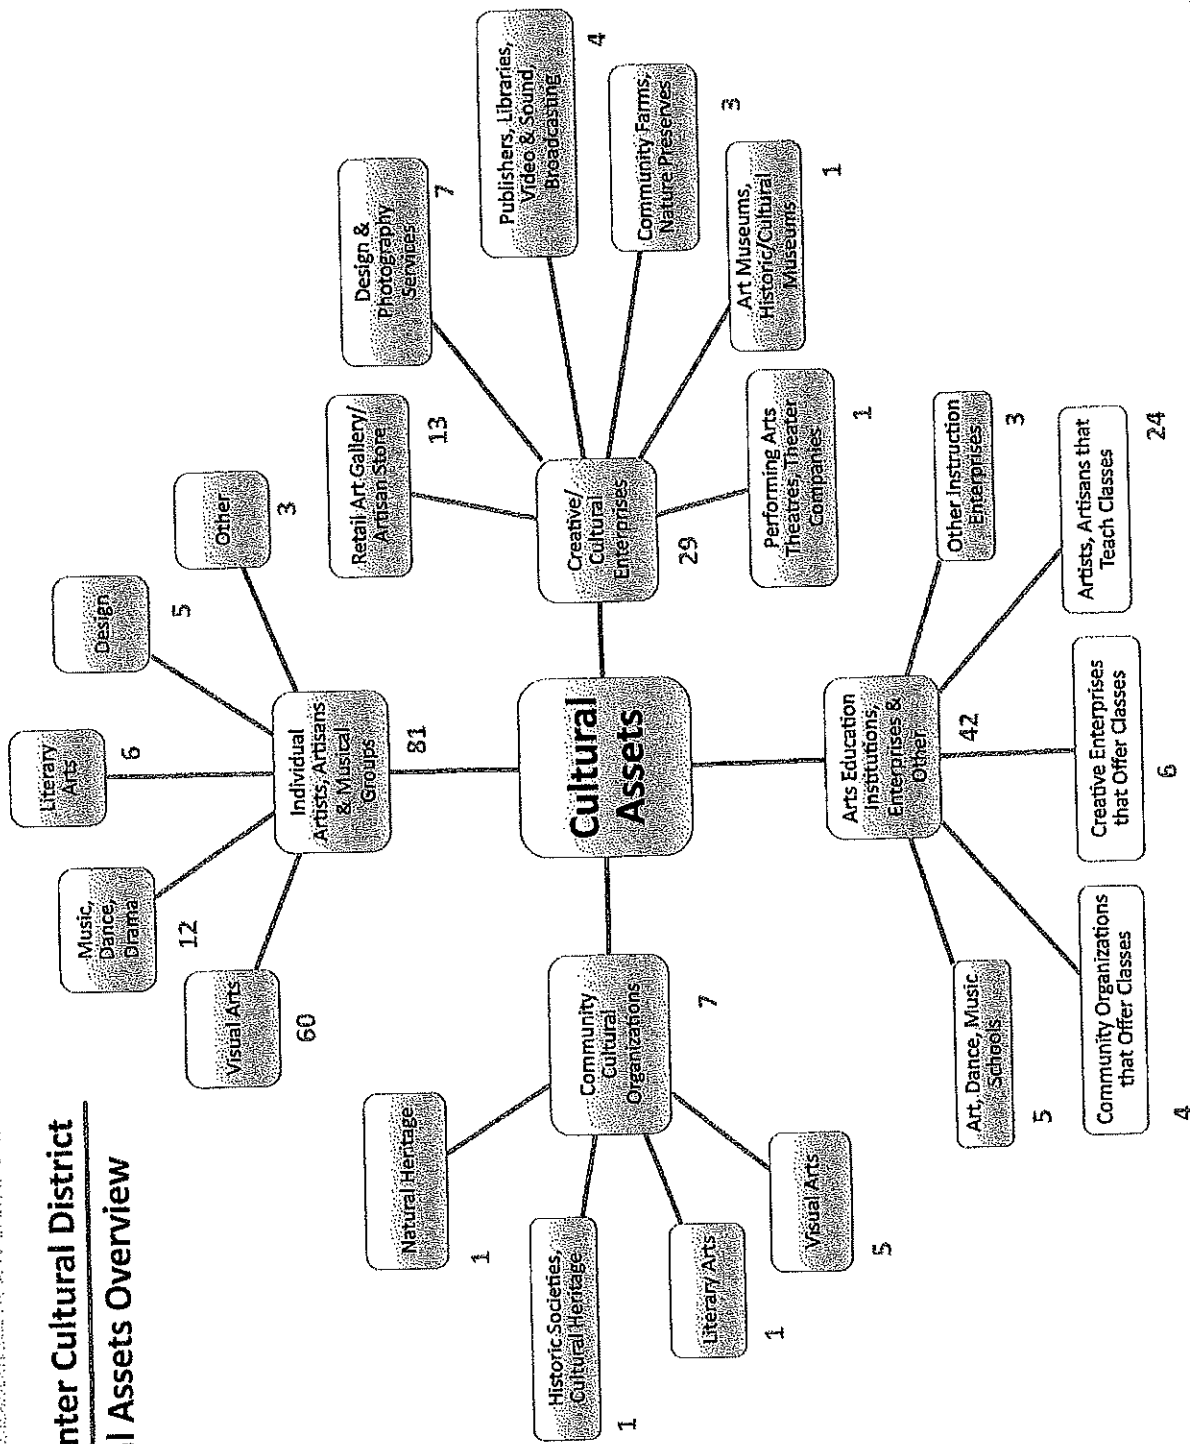 nter Cultural District
l Assets Overview
Literary
Arts
6
Music,
Dance,
Drama
12
Design
5
Visual Arts
60
Other
3
Individual
Artists, Artisans
& Musical
Groups
81
Retail Art Gallery/
Artisan Store
13
Design &
Photography
Services
7
Publishers, Libraries,
Video & Sound,
Broadcasting
4
Community Farms,
Nature Preserves
3
Art Museums,
Historic/Cultural
Museums
1
Performing Arts
Theatres, Theater
Companies
1
Creative/
Cultural
Enterprises
29
Cultural
Assets
Community
Cultural
Organizations
7
Natural Heritage
1
Historic Societies,
Cultural Heritage
1
Literary Arts
1
Visual Arts
5
Arts Education
Institutions,
Enterprises &
Other
42
Art, Dance, Music
Schools
5
Community Organizations
that Offer Classes
4
Creative Enterprises
that Offer Classes
6
Artists, Artisans that
Teach Classes
24
Other Instruction
Enterprises
3